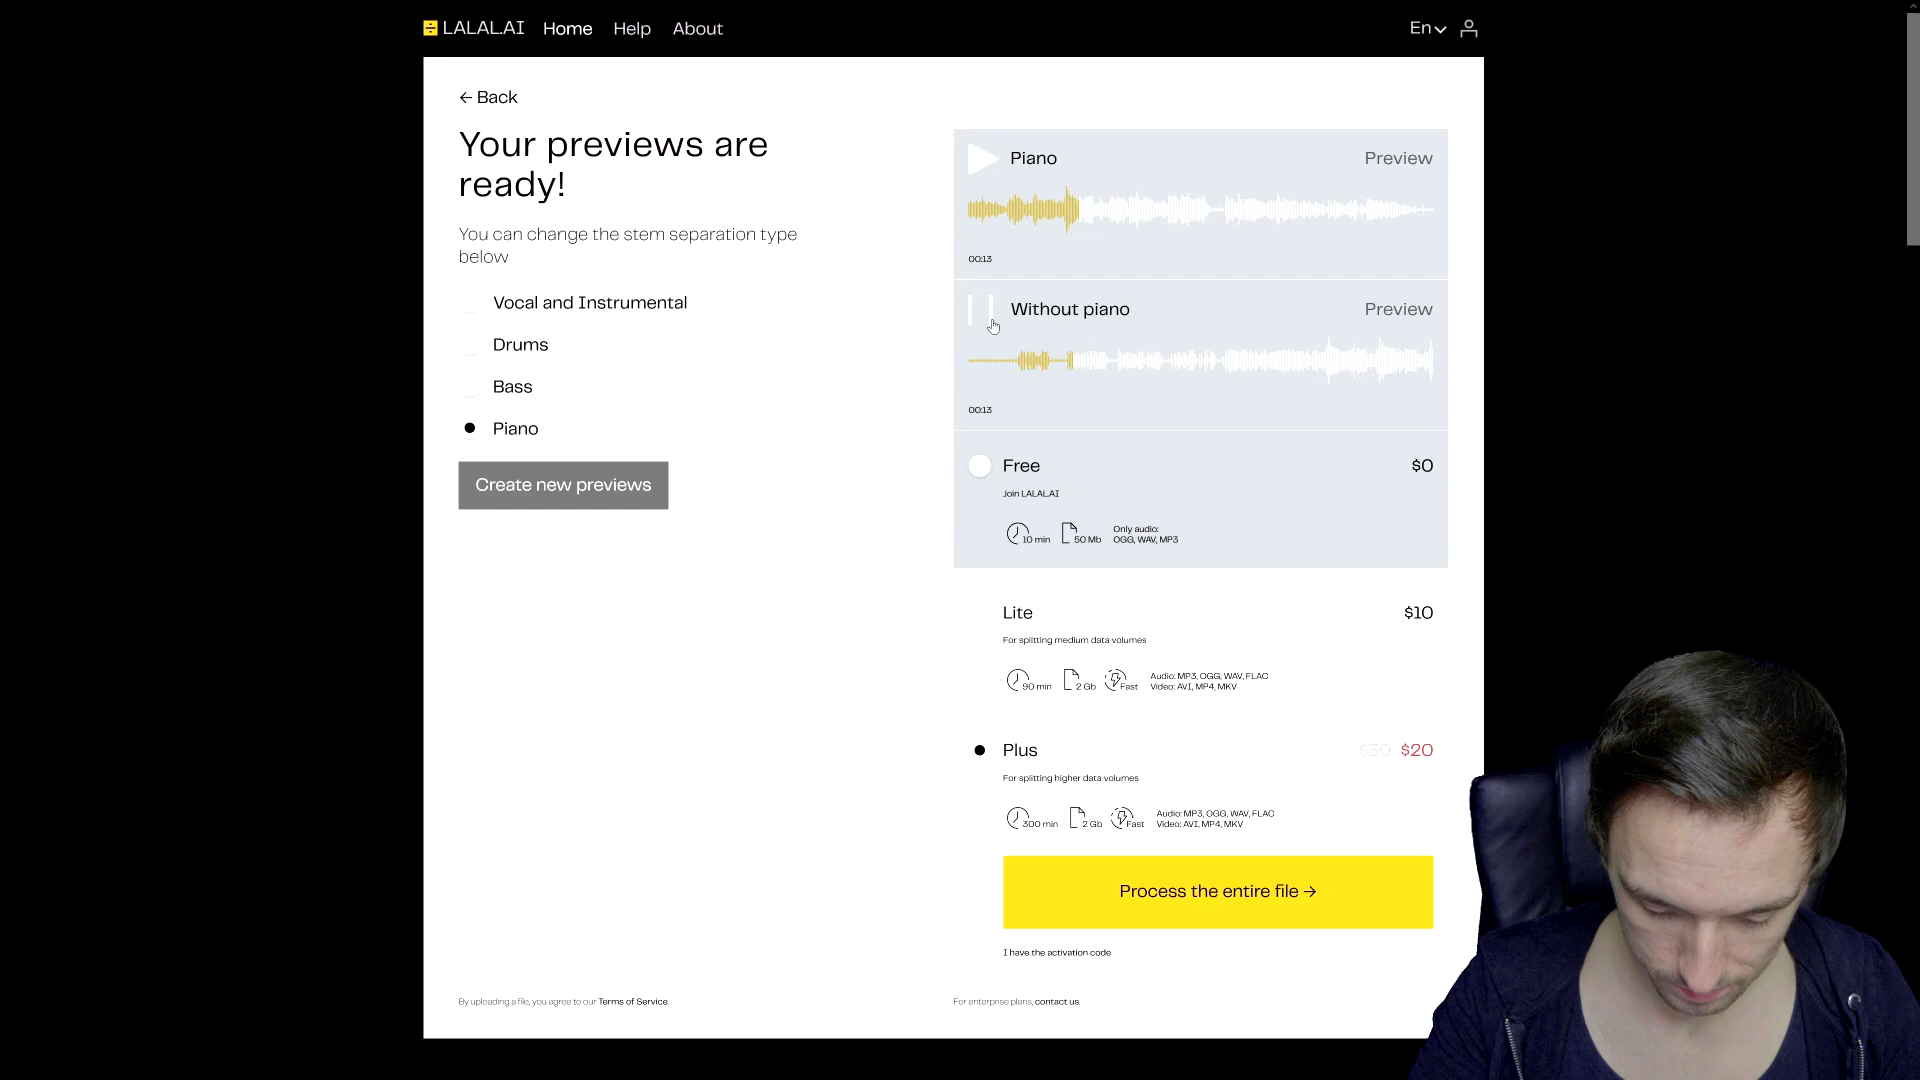 LALAL.AI Home Help About En
← Back
Your previews are
ready!
You can change the stem separation type
below
Vocal and Instrumental
Drums
Bass
Piano
Create new previews
Piano Preview
00:13
Without piano Preview
00:13
Free $0
Join LALAL.AI
10 min 50 Mb Only audio:
OGG, WAV, MP3
Lite $10
For splitting medium data volumes
90 min 2 Gb Fast Audio: MP3, OGG, WAV, FLAC
Video: AVI, MP4, MKV
Plus $30 $20
For splitting higher data volumes
300 min 2 Gb Fast Audio: MP3, OGG, WAV, FLAC
Video: AVI, MP4, MKV
Process the entire file →
I have the activation code
By uploading a file, you agree to our Terms of Service.
For enterprise plans, contact us.